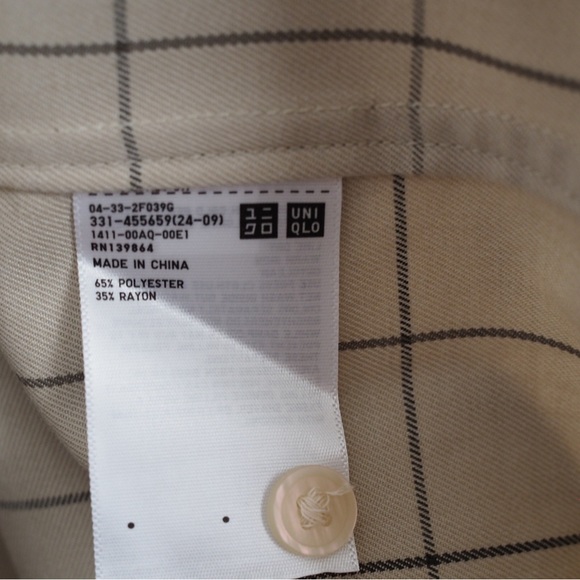 04-33-2F039G
331-455659(24-09)
1411-00AQ-00E1
RN139864
MADE IN CHINA
65% POLYESTER
35% RAYON
ユニ
クロ
UNI
QLO